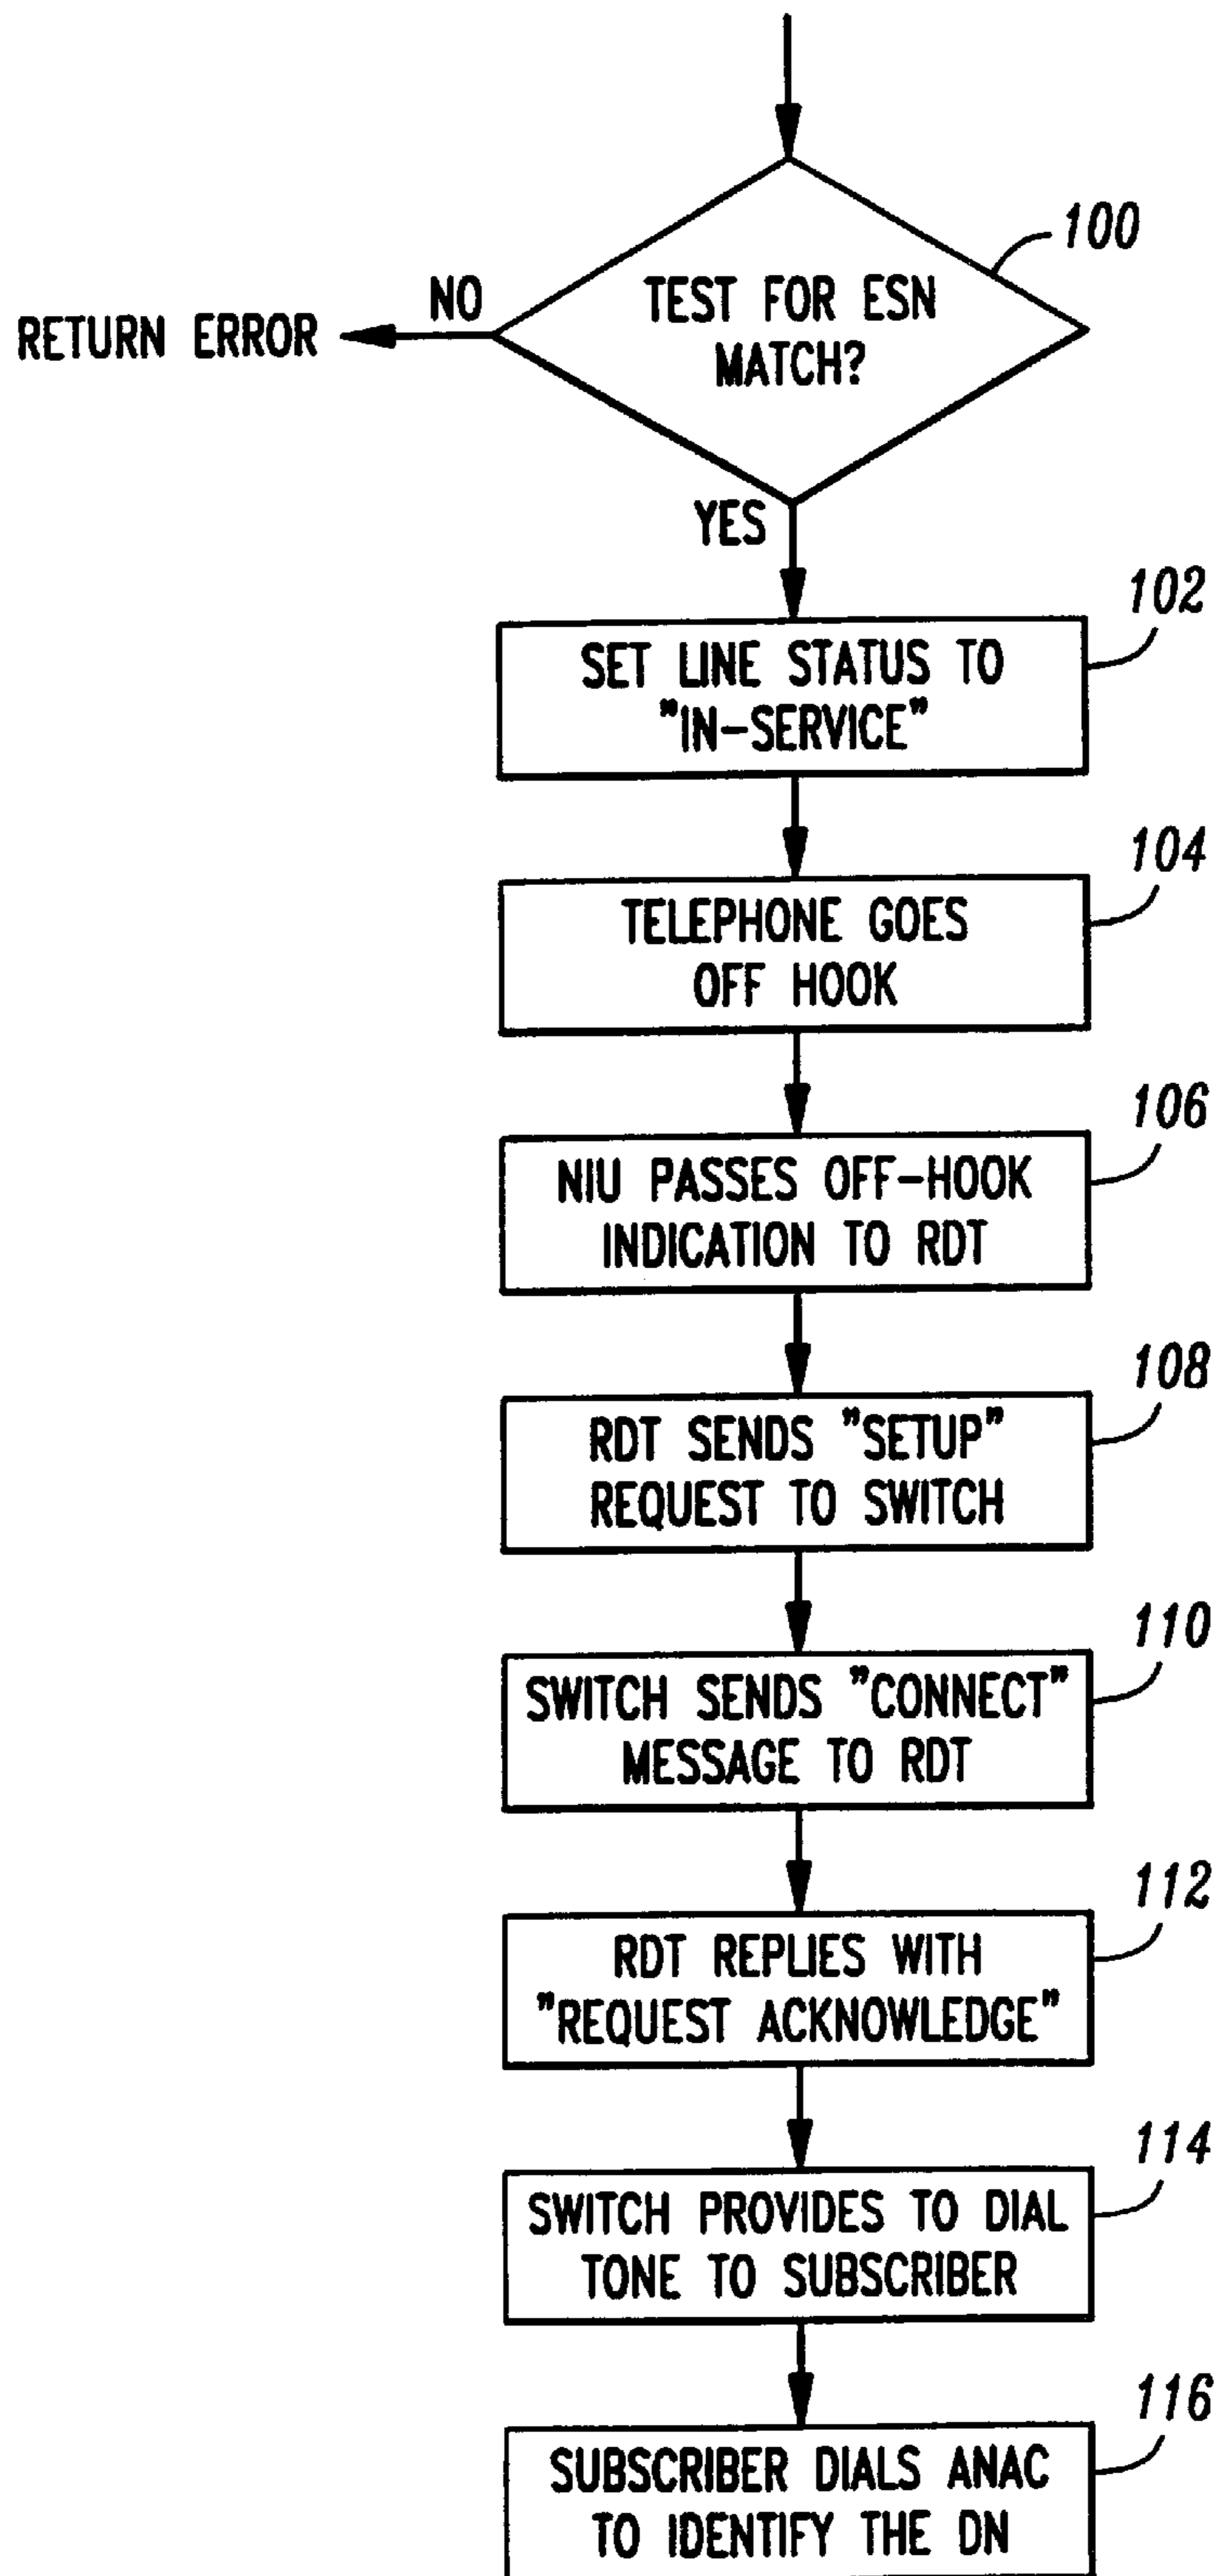 100
TEST FOR ESN
MATCH?
NO
RETURN ERROR
YES
102
SET LINE STATUS TO
"IN-SERVICE"
104
TELEPHONE GOES
OFF HOOK
106
NIU PASSES OFF-HOOK
INDICATION TO RDT
108
RDT SENDS "SETUP"
REQUEST TO SWITCH
110
SWITCH SENDS "CONNECT"
MESSAGE TO RDT
112
RDT REPLIES WITH
"REQUEST ACKNOWLEDGE"
114
SWITCH PROVIDES TO DIAL
TONE TO SUBSCRIBER
116
SUBSCRIBER DIALS ANAC
TO IDENTIFY THE DN